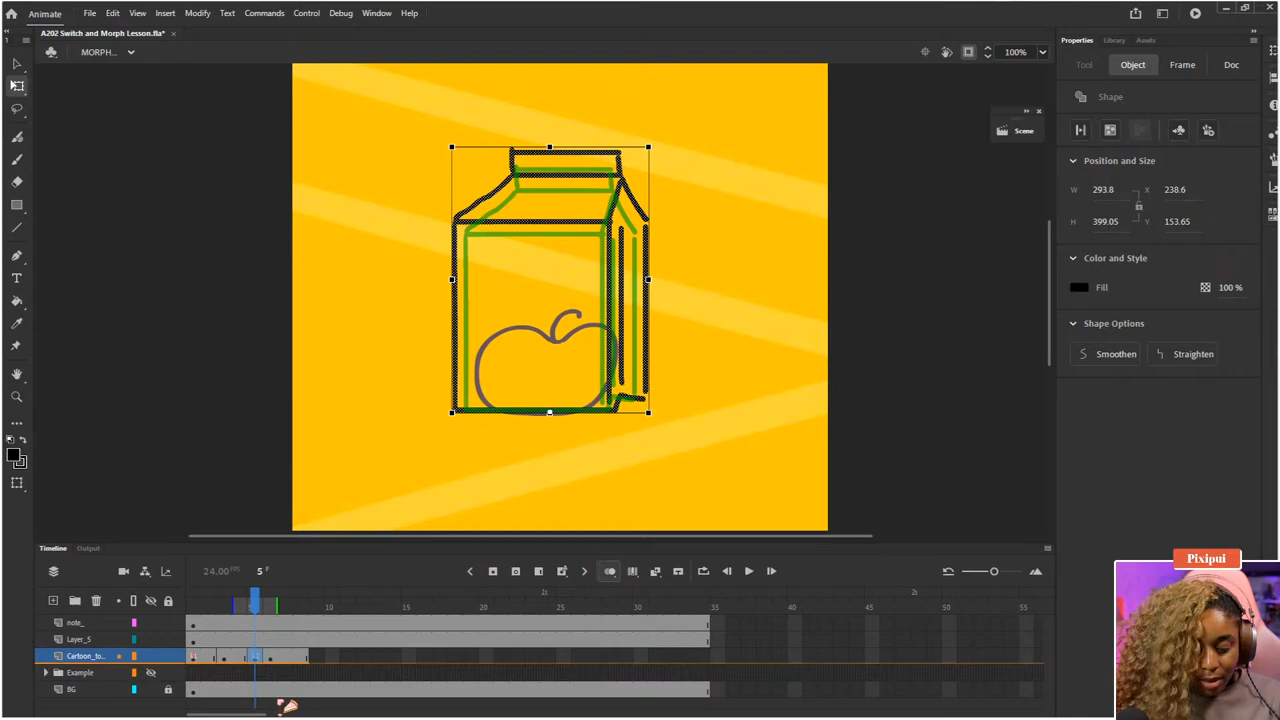 Animate File Edit View Insert Modify Text Commands Control Debug Window Help
A202 Switch and Morph Lesson.fla*
MORPH... 100%
Properties Library Assets
Tool Object Frame Doc
Shape
Scene
Position and Size
W 293.8 X 238.6
H 399.05 Y 153.65
Color and Style
Fill 100 %
Shape Options
Smoothen Straighten
Timeline Output
24.00 FPS 5 F
1s 2s
10 15 20 25 30 35 40 45 50 55
note_
Layer_5
Cartoon_to...
Example
BG
Pixipui